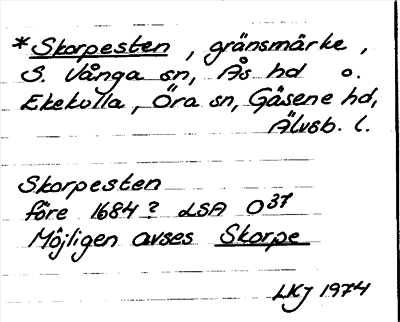 *Skorpesten, gränsmärke,
S. Vånga sn, Ås hd o.
Ekekulla, Öra sn, Gäsene hd,
Älvsb. l.
Skorpesten
före 1684? LSA O37
Möjligen avses Skorpe
LKJ 1974